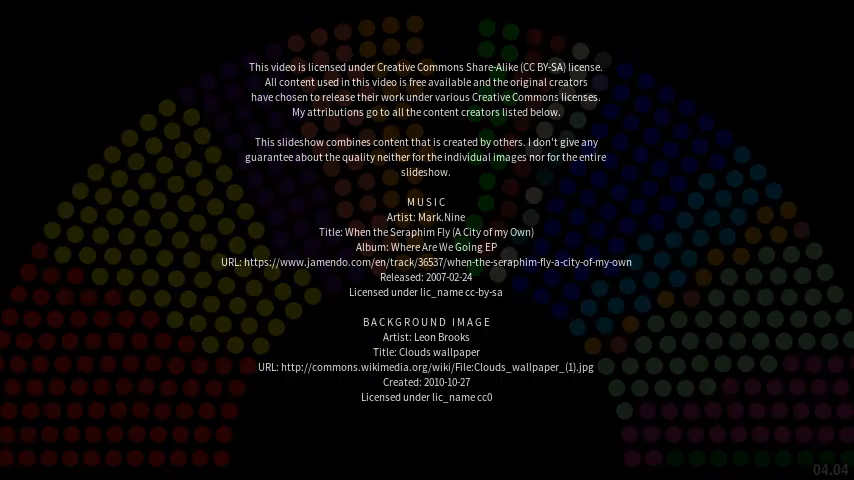 This video is licensed under Creative Commons Share-Alike (CC BY-SA) license.
All content used in this video is free available and the original creators
have chosen to release their work under various Creative Commons licenses.
My attributions go to all the content creators listed below.
This slideshow combines content that is created by others. I don't give any
guarantee about the quality neither for the individual images nor for the entire
slideshow.
MUSIC
Artist: Mark.Nine
Title: When the Seraphim Fly (A City of my Own)
Album: Where Are We Going EP
URL: https://www.jamendo.com/en/track/36537/when-the-seraphim-fly-a-city-of-my-own
Released: 2007-02-24
Licensed under lic_name cc-by-sa
BACKGROUND IMAGE
Artist: Leon Brooks
Title: Clouds wallpaper
URL: http://commons.wikimedia.org/wiki/File:Clouds_wallpaper_(1).jpg
Created: 2010-10-27
Licensed under lic_name cc0
04.04